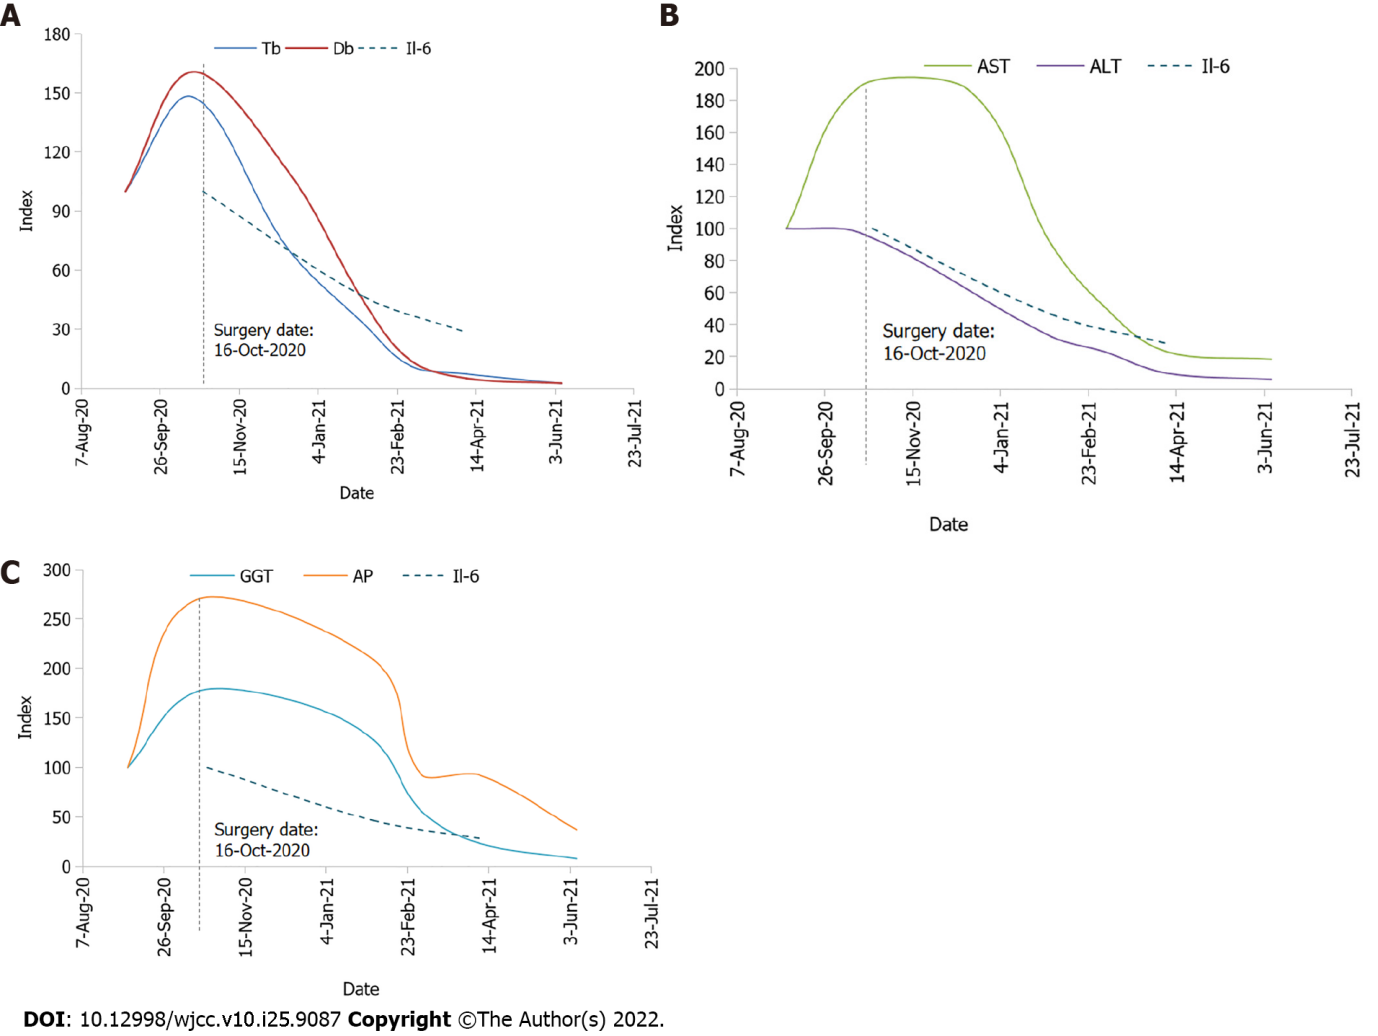 A
Tb Db Il-6
180
150
120
90
60
30
0
Index
Surgery date:
16-Oct-2020
7-Aug-20
26-Sep-20
15-Nov-20
4-Jan-21
23-Feb-21
14-Apr-21
3-Jun-21
23-Jul-21
Date
B
AST ALT Il-6
200
180
160
140
120
100
80
60
40
20
0
Index
Surgery date:
16-Oct-2020
7-Aug-20
26-Sep-20
15-Nov-20
4-Jan-21
23-Feb-21
14-Apr-21
3-Jun-21
23-Jul-21
Date
C
GGT AP Il-6
300
250
200
150
100
50
0
Index
Surgery date:
16-Oct-2020
7-Aug-20
26-Sep-20
15-Nov-20
4-Jan-21
23-Feb-21
14-Apr-21
3-Jun-21
23-Jul-21
Date
DOI: 10.12998/wjcc.v10.i25.9087 Copyright ©The Author(s) 2022.